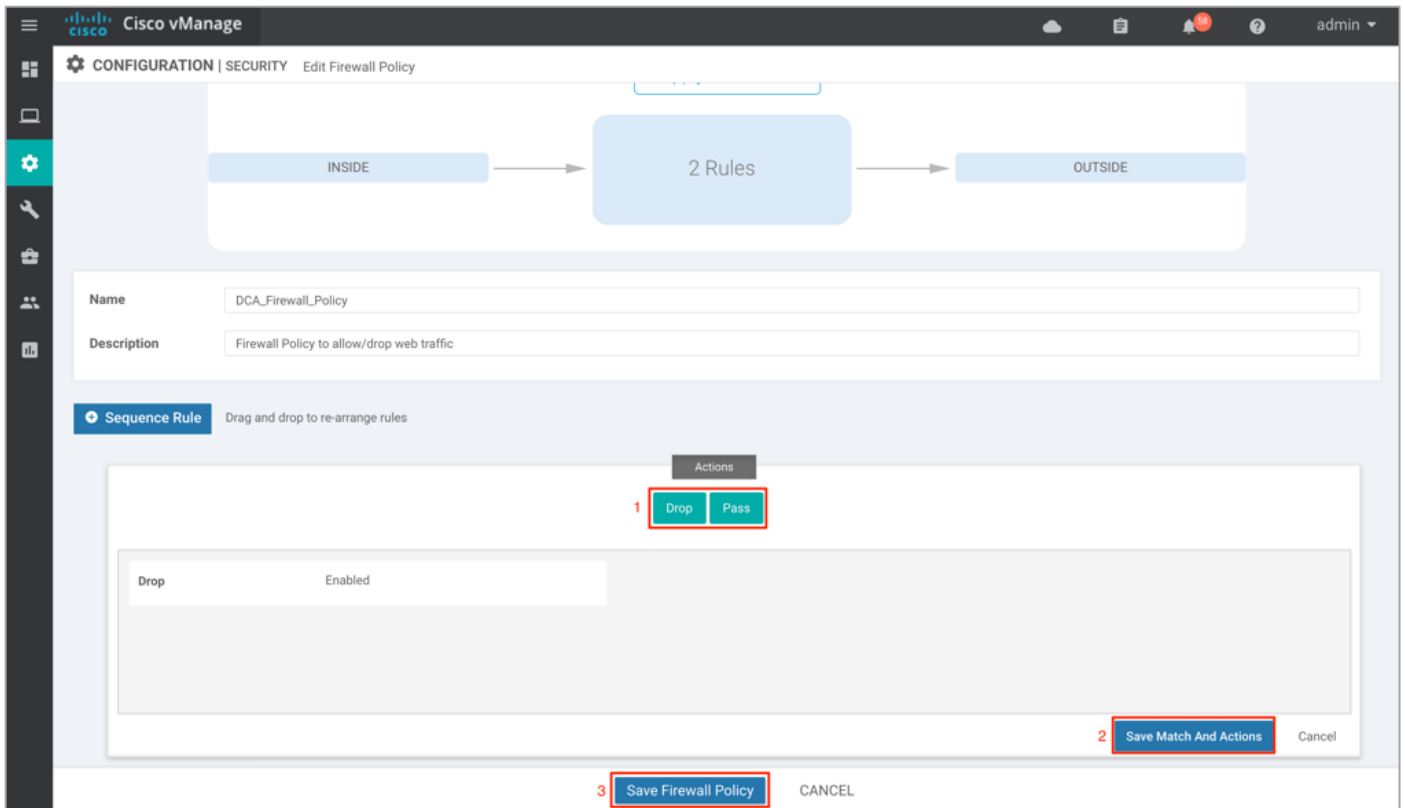 cisco Cisco vManage
58
admin
CONFIGURATION | SECURITY Edit Firewall Policy
INSIDE
2 Rules
OUTSIDE
Name
DCA_Firewall_Policy
Description
Firewall Policy to allow/drop web traffic
Sequence Rule
Drag and drop to re-arrange rules
Actions
1 Drop Pass
Drop
Enabled
2 Save Match And Actions Cancel
3 Save Firewall Policy CANCEL